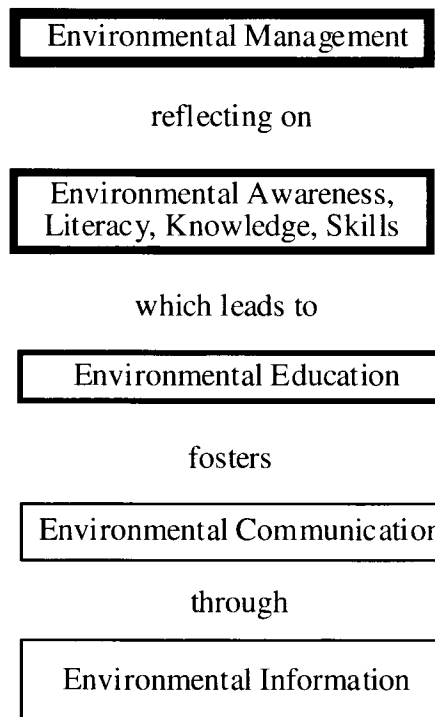 Environmental Management
reflecting on
Environmental Awareness,
Literacy, Knowledge, Skills
which leads to
Environmental Education
fosters
Environmental Communication
through
Environmental Information